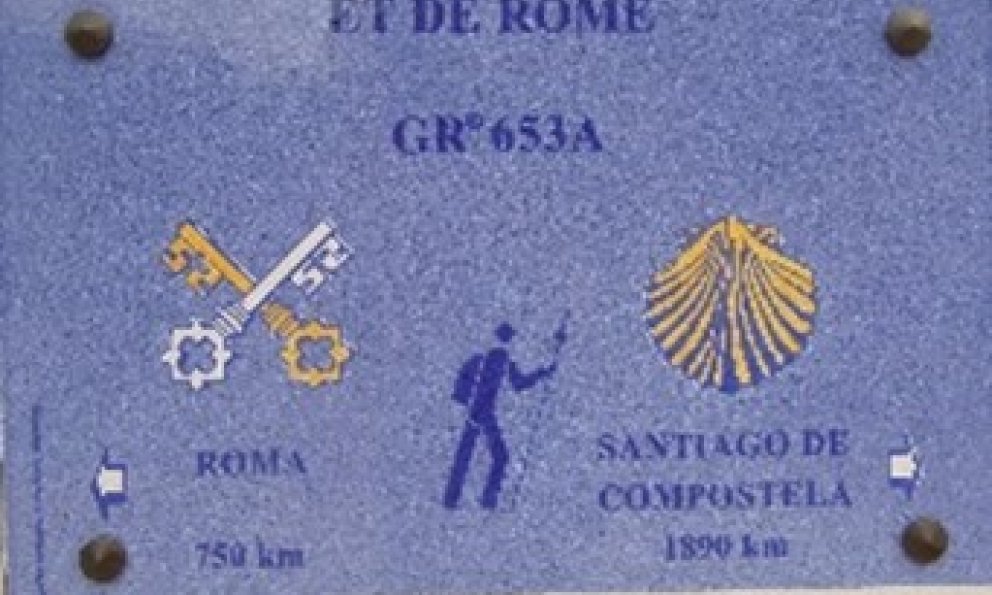 ET DE ROME
GR° 653A
ROMA
SANTIAGO DE
COMPOSTELA
750 km
1890 km